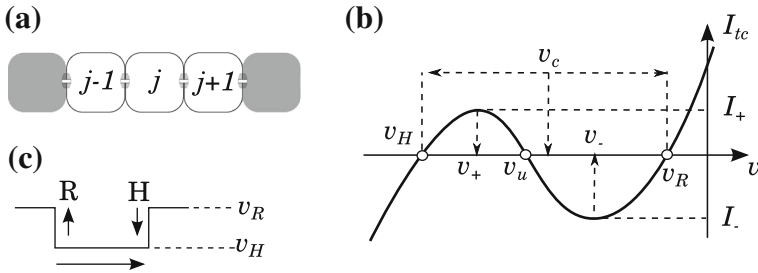 (a)
j-1 j j+1
(b)
I_tc
v_c
I_+
v_H
v_-
v_+
v_u
v_R
v
I_-
(c)
R H
v_R
v_H